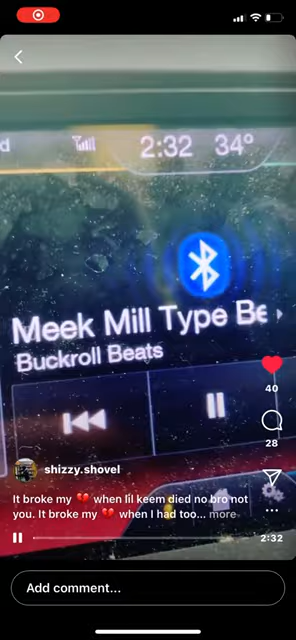 d 2:32 34°
Meek Mill Type Be
Buckroll Beats
40
28
shizzy.shovel
It broke my 💔 when lil keem died no bro not
you. It broke my 💔 when I had too... more
2:32
Add comment...